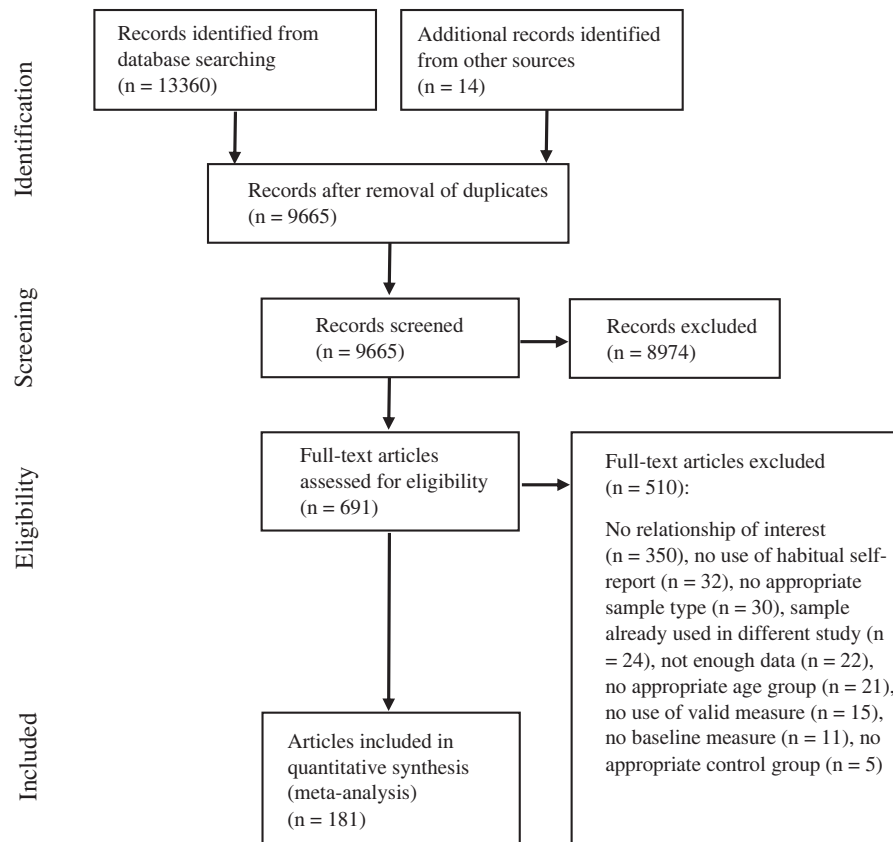 Identification
Records identified from
database searching
(n = 13360)
Additional records identified
from other sources
(n = 14)
Records after removal of duplicates
(n = 9665)
Screening
Records screened
(n = 9665)
Records excluded
(n = 8974)
Eligibility
Full-text articles
assessed for eligibility
(n = 691)
Full-text articles excluded
(n = 510):
No relationship of interest
(n = 350), no use of habitual self-
report (n = 32), no appropriate
sample type (n = 30), sample
already used in different study (n
= 24), not enough data (n = 22),
no appropriate age group (n = 21),
no use of valid measure (n = 15),
no baseline measure (n = 11), no
appropriate control group (n = 5)
Included
Articles included in
quantitative synthesis
(meta-analysis)
(n = 181)